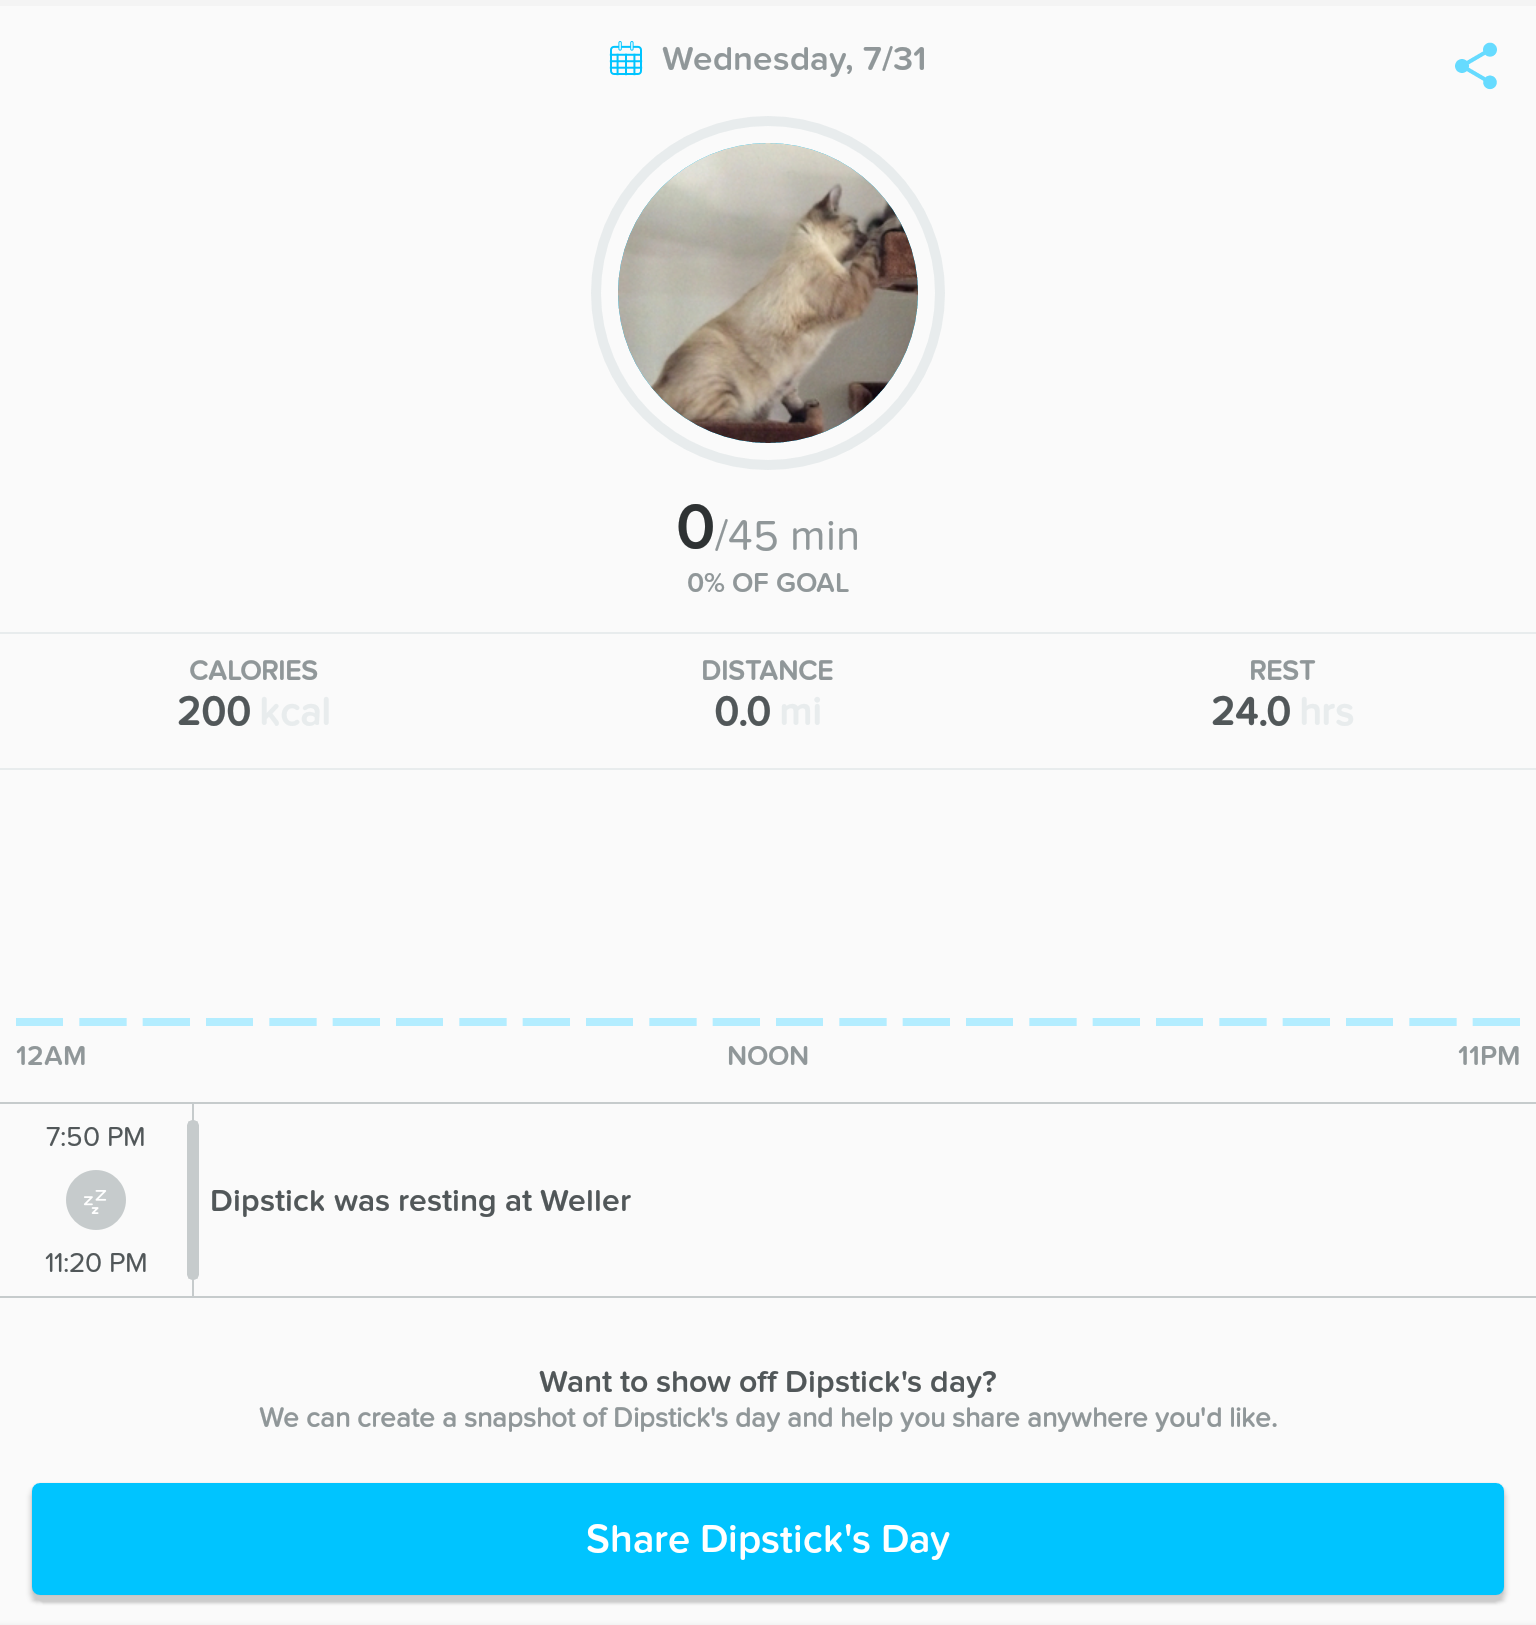 Wednesday, 7/31
0/45 min
0% OF GOAL
CALORIES DISTANCE REST
200 kcal 0.0 mi 24.0 hrs
12AM NOON 11PM
7:50 PM
zZz
Dipstick was resting at Weller
11:20 PM
Want to show off Dipstick's day?
We can create a snapshot of Dipstick's day and help you share anywhere you'd like.
Share Dipstick's Day